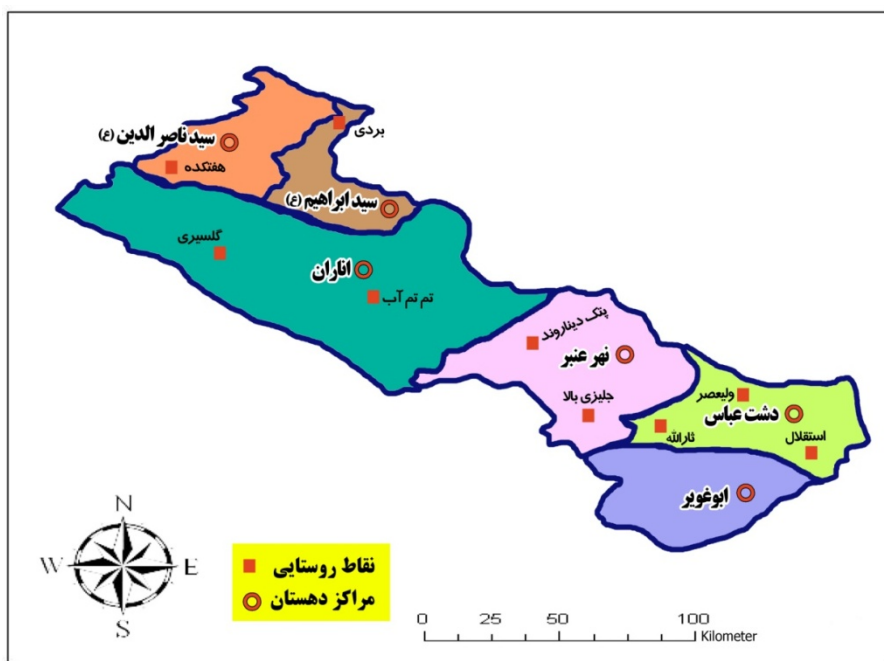 بردی
سید ناصر الدین (ع)
هفتکده
سید ابراهیم (ع)
گلسیری
اناران
تم تم آب
پتک دیناروند
نهر عنبر
ولیعصر
جلیزی بالا
دشت عباس
ثارالله
استقلال
ابوغویر
N
W
E
S
نقاط روستایی
مراکز دهستان
0 25 50 100
Kilometer